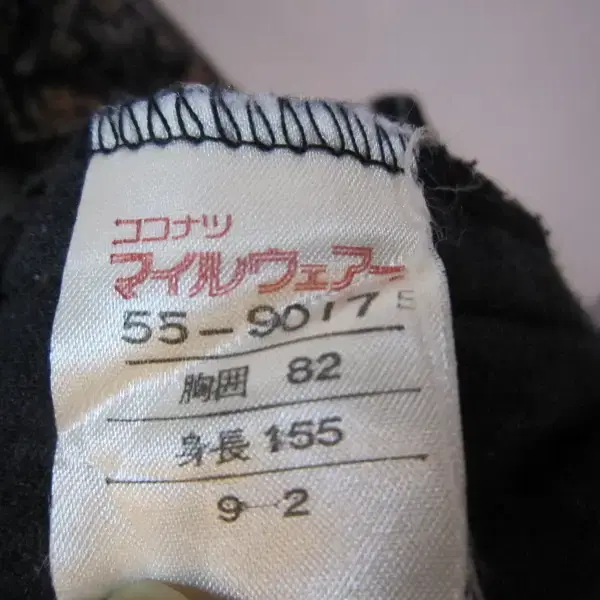 ココナツ
マイルウェアー
55-9017 S
胸囲 82
身長 155
9-2